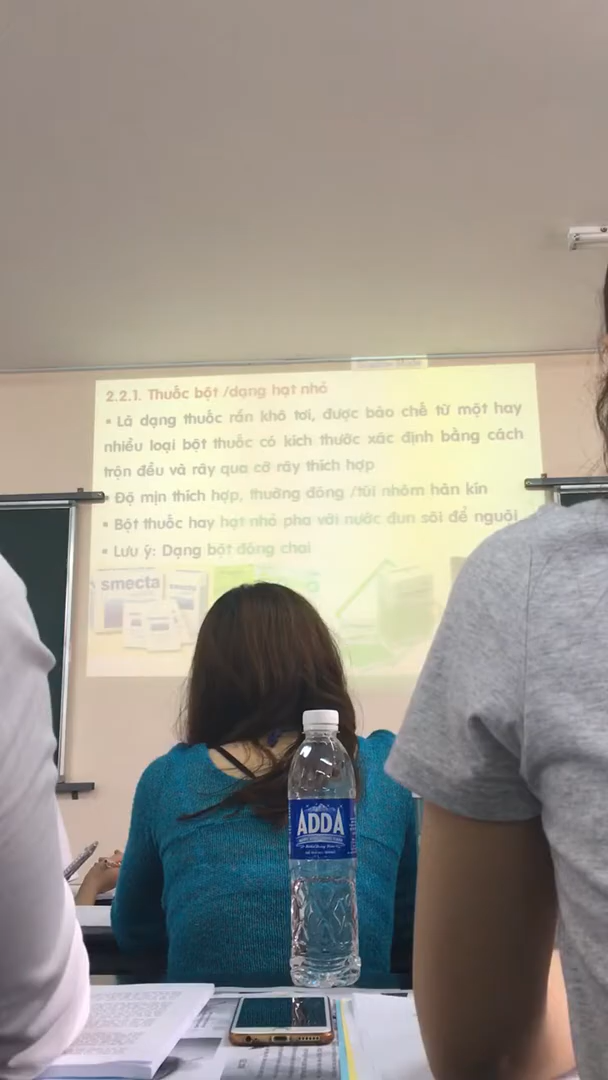 2.2.1. Thuốc bột /dạng hạt nhỏ
• Là dạng thuốc rắn khô tơi, được bào chế từ một hay
nhiều loại bột thuốc có kích thước xác định bằng cách
trộn đều và rây qua cỡ rây thích hợp
• Độ mịn thích hợp, thường đóng /túi nhôm hàn kín
• Bột thuốc hay hạt nhỏ pha với nước đun sôi để nguội
• Lưu ý: Dạng bột đóng chai
smecta
ADDA